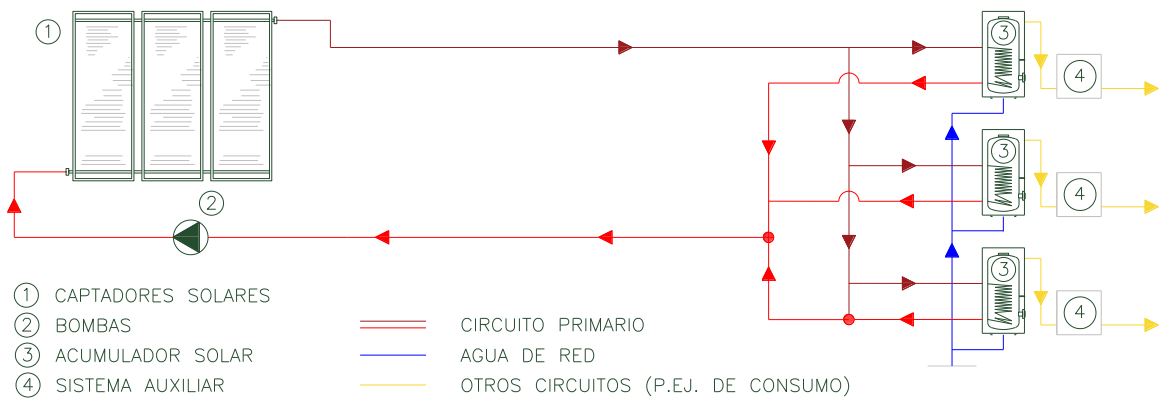 1
3
4
3
4
2
3
4
1 CAPTADORES SOLARES
2 BOMBAS
3 ACUMULADOR SOLAR
4 SISTEMA AUXILIAR
CIRCUITO PRIMARIO
AGUA DE RED
OTROS CIRCUITOS (P.EJ. DE CONSUMO)